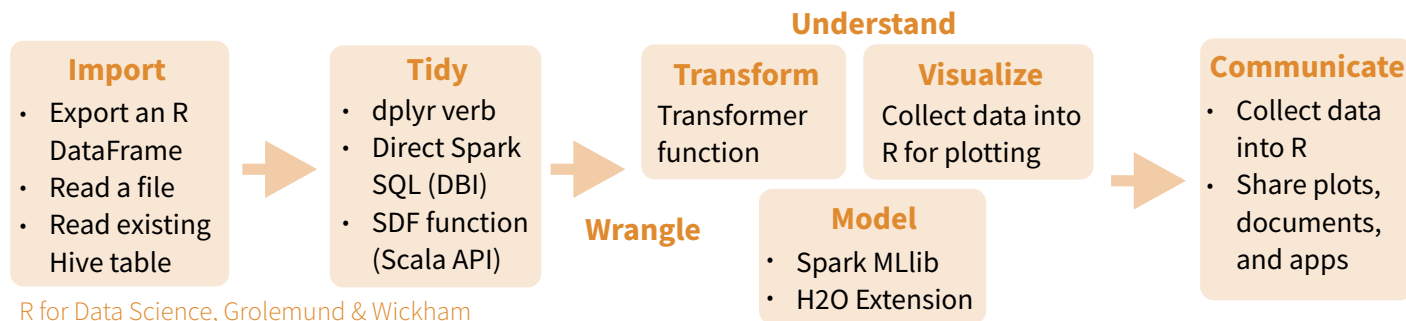 Import
• Export an R
DataFrame
• Read a file
• Read existing
Hive table
Tidy
• dplyr verb
• Direct Spark
SQL (DBI)
• SDF function
(Scala API)
Understand
Transform
Transformer
function
Visualize
Collect data into
R for plotting
Wrangle
Model
• Spark MLlib
• H2O Extension
Communicate
• Collect data
into R
• Share plots,
documents,
and apps
R for Data Science, Grolemund & Wickham